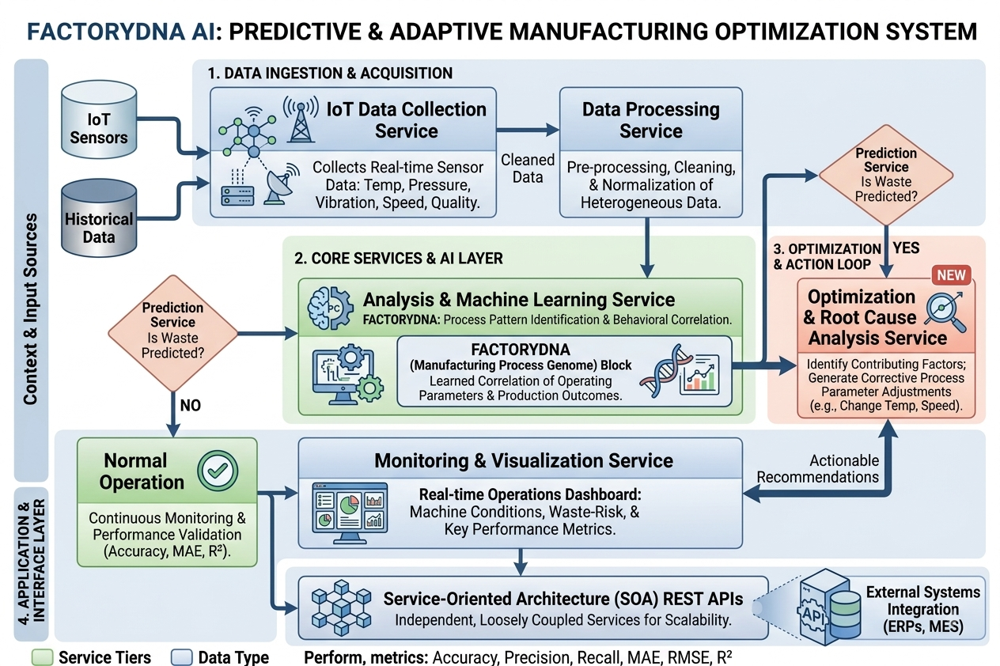 FACTORYDNA AI: PREDICTIVE & ADAPTIVE MANUFACTURING OPTIMIZATION SYSTEM
Context & Input Sources
IoT
Sensors
Historical
Data
1. DATA INGESTION & ACQUISITION
IoT Data Collection
Service
Collects Real-time Sensor
Data: Temp, Pressure,
Vibration, Speed, Quality.
Cleaned
Data
Data Processing
Service
Pre-processing, Cleaning,
& Normalization of
Heterogeneous Data.
Prediction
Service
Is Waste
Predicted?
YES
2. CORE SERVICES & AI LAYER
Prediction
Service
Is Waste
Predicted?
NO
PC
Analysis & Machine Learning Service
FACTORYDNA: Process Pattern Identification & Behavioral Correlation.
FACTORYDNA
(Manufacturing Process Genome) Block
Learned Correlation of Operating
Parameters & Production Outcomes.
3. OPTIMIZATION
& ACTION LOOP
NEW
Optimization
& Root Cause
Analysis Service
Identify Contributing Factors;
Generate Corrective Process
Parameter Adjustments
(e.g., Change Temp, Speed).
4. APPLICATION &
INTERFACE LAYER
Normal
Operation
Continuous Monitoring &
Performance Validation
(Accuracy, MAE, R²).
Monitoring & Visualization Service
Real-time Operations Dashboard:
Machine Conditions, Waste-Risk, &
Key Performance Metrics.
Actionable
Recommendations
Service-Oriented Architecture (SOA) REST APIs
Independent, Loosely Coupled Services for Scalability.
API
External Systems
Integration
(ERPs, MES)
Service Tiers
Data Type
Perform, metrics: Accuracy, Precision, Recall, MAE, RMSE, R²